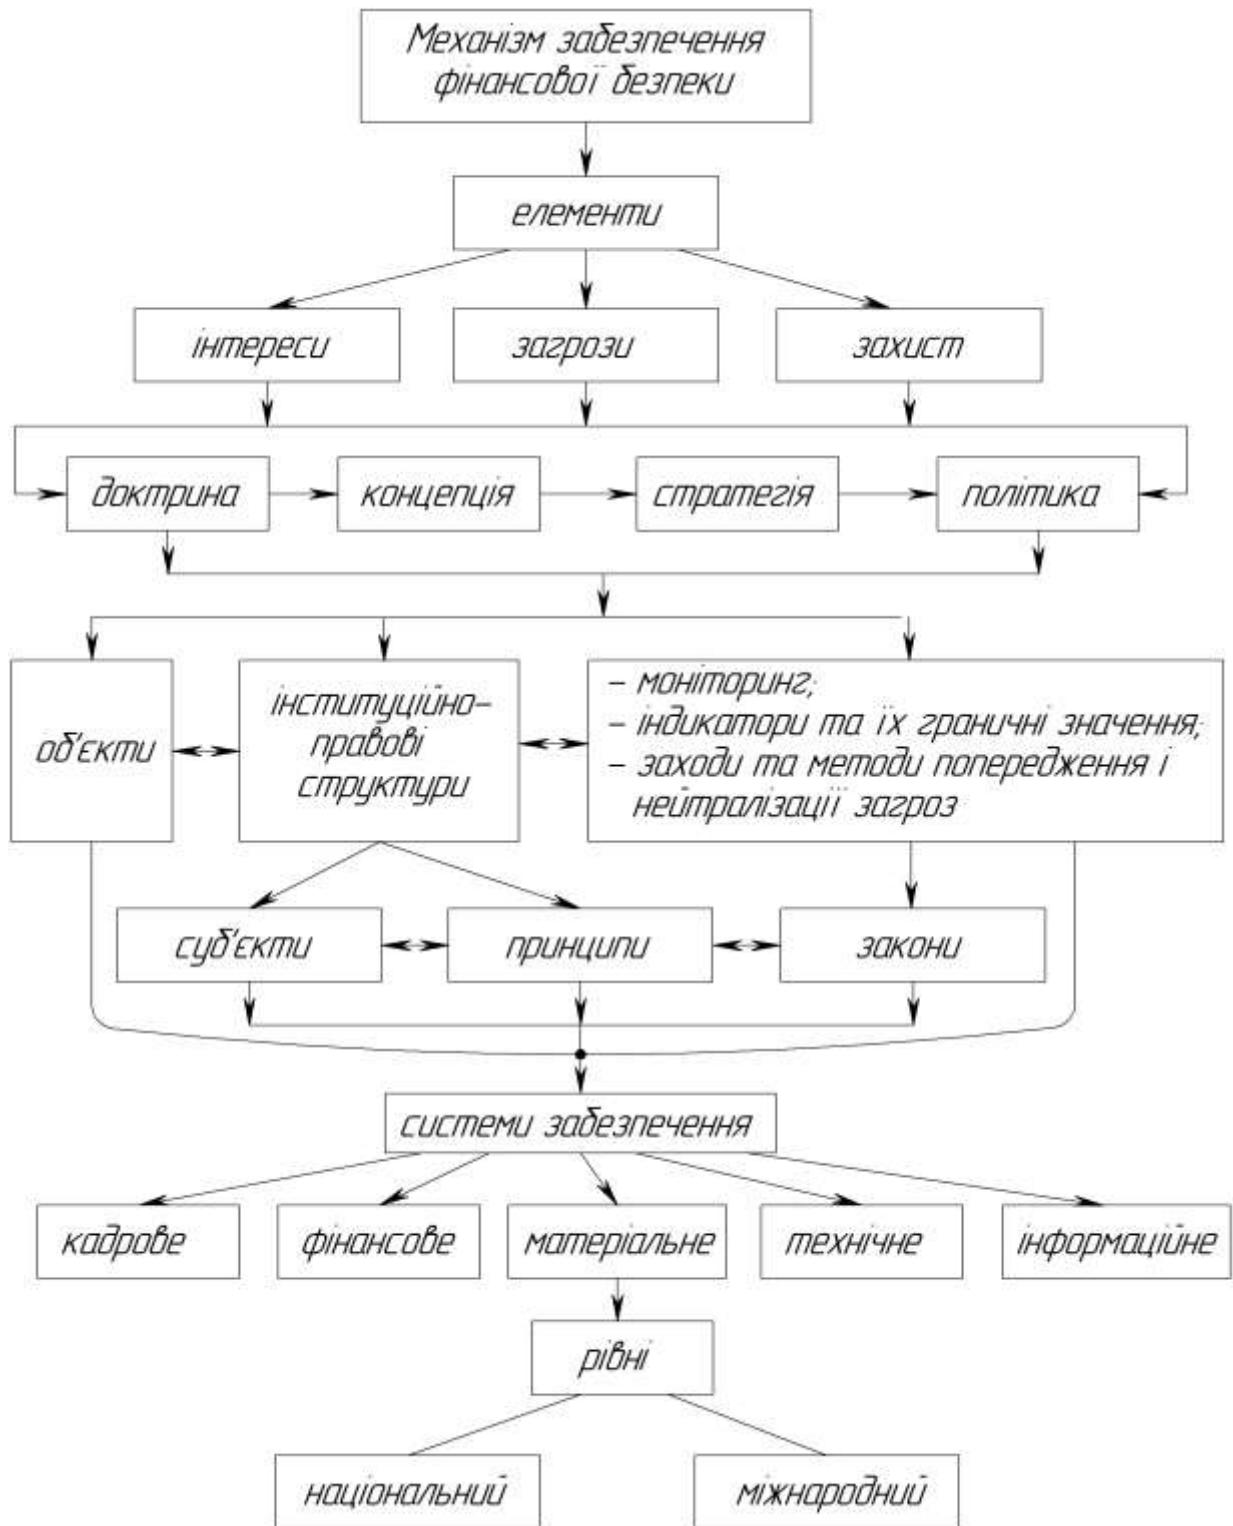 Механізм забезпечення
фінансової безпеки
елементи
інтереси
загрози
захист
доктрина
концепція
стратегія
політика
об'єкти
інституційно-
правові
структури
– моніторинг;
– індикатори та їх граничні значення;
– заходи та методи попередження і
нейтралізації загроз
суб'єкти
принципи
закони
системи забезпечення
кадрове
фінансове
матеріальне
технічне
інформаційне
рівні
національний
міжнародний